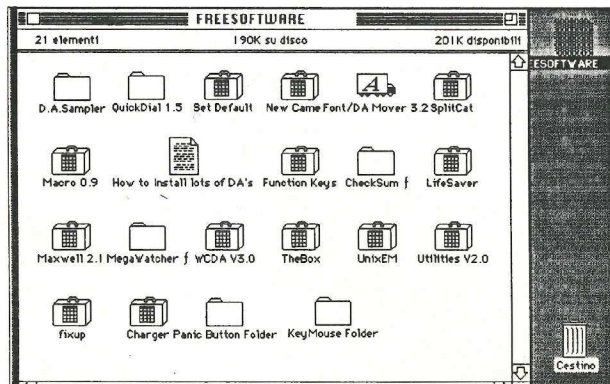 FREESOFTWARE
21 elementi 190K su disco 201K disponibili
EESOFTWARE
D.A.Sampler QuickDial 1.5 Set Default New Came Font/DA Mover 3.2 SplitCat
Macro 0.9 How to Install lots of DA's Function Keys CheckSum ƒ LifeSaver
Maxwell 2.1 MegaWatcher ƒ WCDA V3.0 TheBox UnixEM Utilities V2.0
fixup Charger Panic Button Folder KeyMouse Folder
Cestino